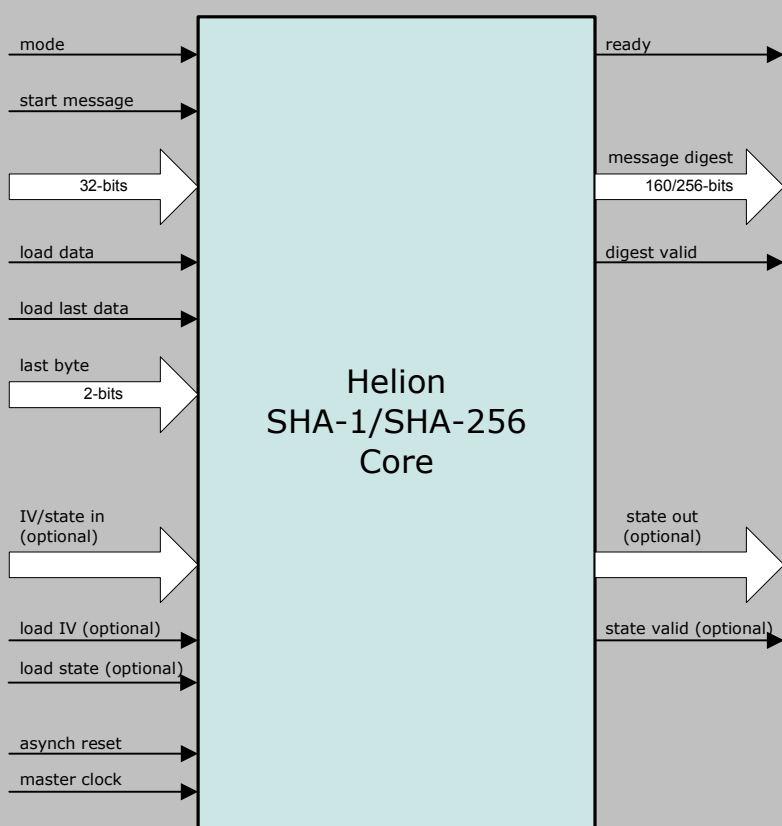 mode
start message
32-bits
load data
load last data
last byte
2-bits
IV/state in
(optional)
load IV (optional)
load state (optional)
asynch reset
master clock
Helion
SHA-1/SHA-256
Core
ready
message digest
160/256-bits
digest valid
state out
(optional)
state valid (optional)